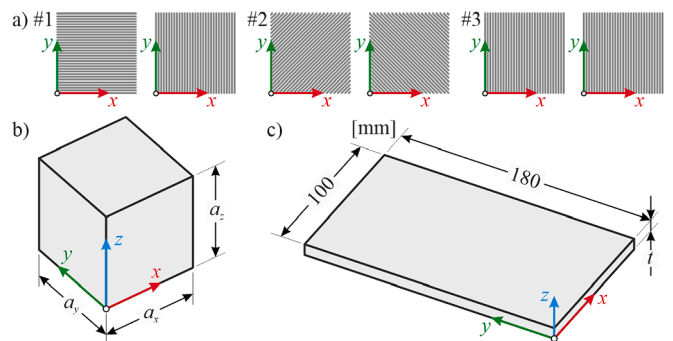 a) #1 #2 #3
y y y y y y
x x x x x x
b) c) [mm]
100 180
a_z
z
y x
a_y a_x
t
z x
y